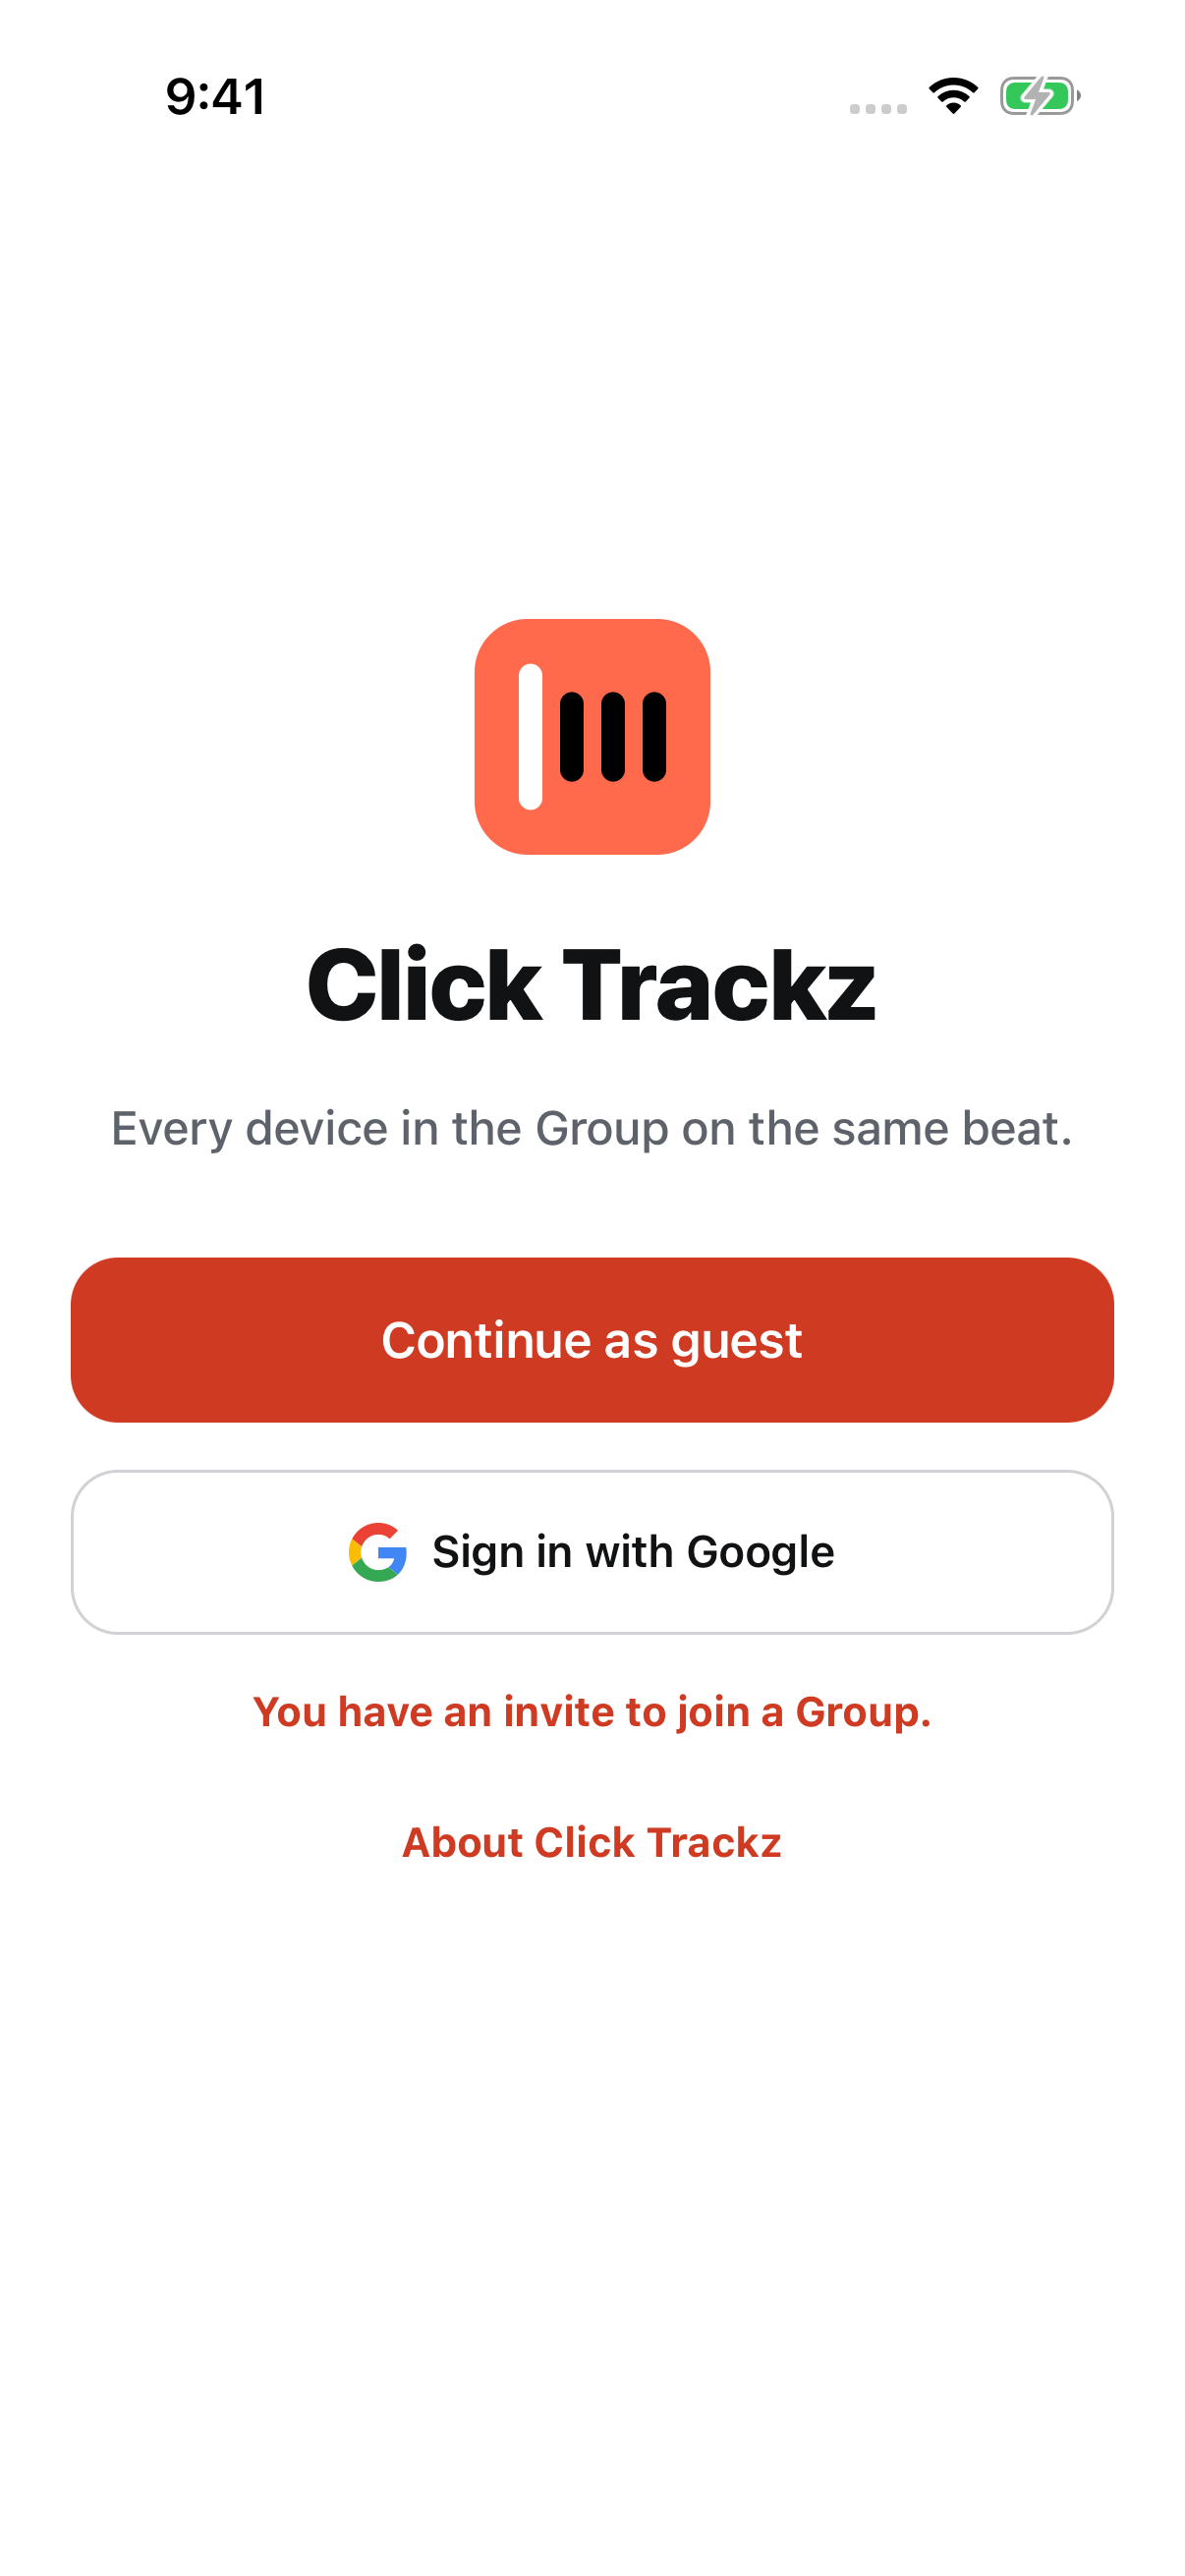 9:41
Click Trackz
Every device in the Group on the same beat.
Continue as guest
Sign in with Google
You have an invite to join a Group.
About Click Trackz